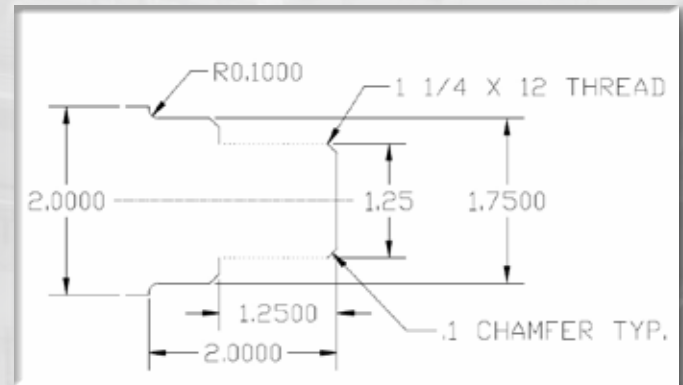 R0.1000
1 1/4 X 12 THREAD
2.0000
1.25
1.7500
1.2500
.1 CHAMFER TYP.
2.0000